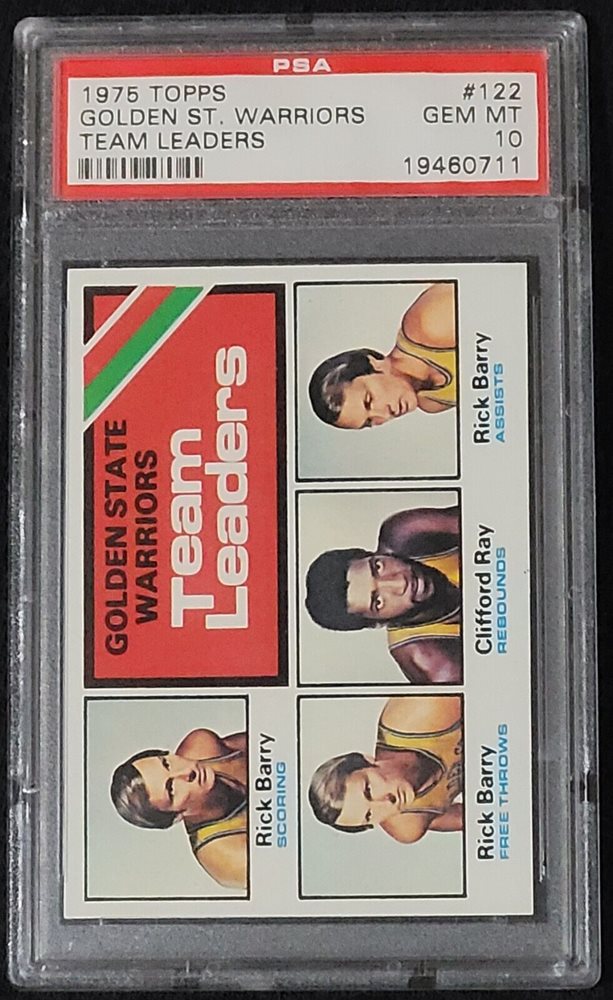 PSA
1975 TOPPS #122
GOLDEN ST. WARRIORS GEM MT
TEAM LEADERS 10
19460711
GOLDEN STATE
WARRIORS
Team
Leaders
Rick Barry
SCORING
Rick Barry
ASSISTS
Clifford Ray
REBOUNDS
Rick Barry
FREE THROWS